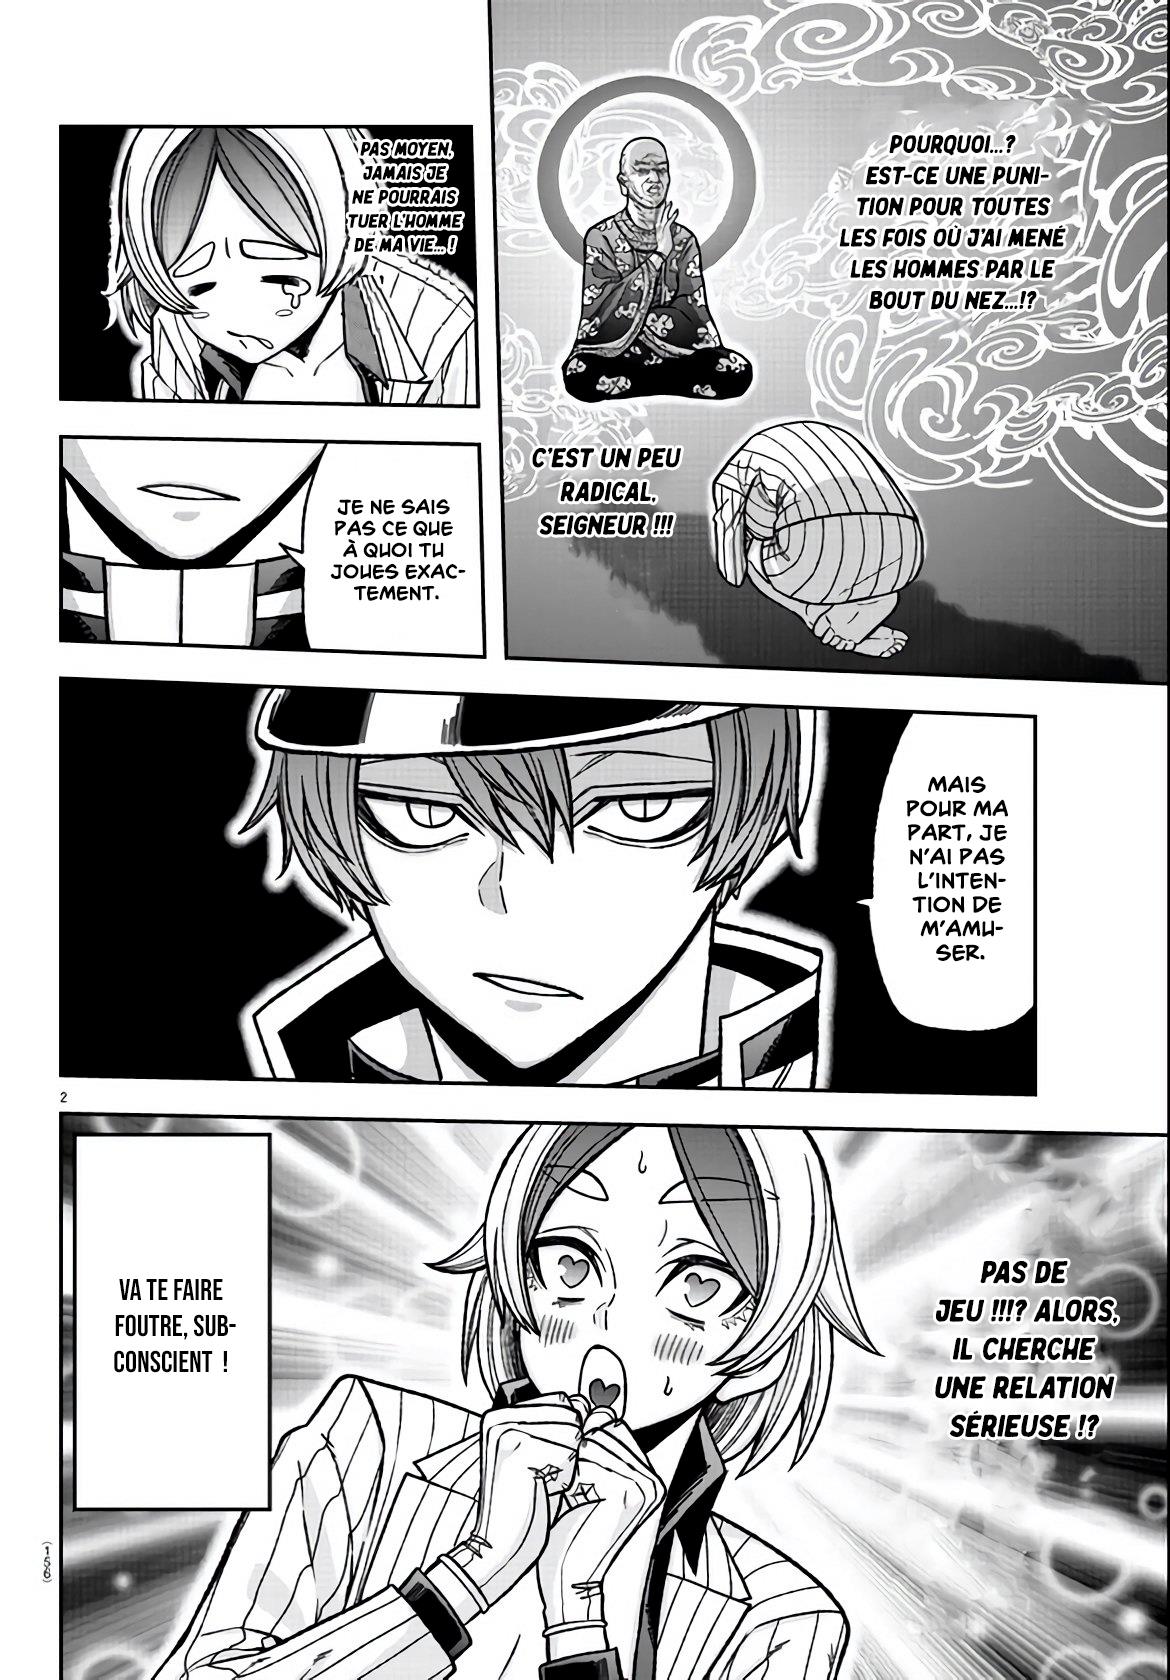 POURQUOI...?
EST-CE UNE PUNI-
TION POUR TOUTES
LES FOIS OÙ J'AI MENÉ
LES HOMMES PAR LE
BOUT DU NEZ...!?
C'EST UN PEU
RADICAL,
SEIGNEUR !!!
PAS MOYEN,
JAMAIS JE
NE POURRAIS
TUER L'HOMME
DE MA VIE... !
JE NE SAIS
PAS CE QUE
À QUOI TU
JOUES EXAC-
TEMENT.
MAIS
POUR MA
PART, JE
N'AI PAS
L'INTEN-
TION DE
M'AMU-
SER.
2
PAS DE
JEU !!!? ALORS,
IL CHERCHE
UNE RELATION
SÉRIEUSE !?
VA TE FAIRE
FOUTRE, SUB-
CONSCIENT !
(156)